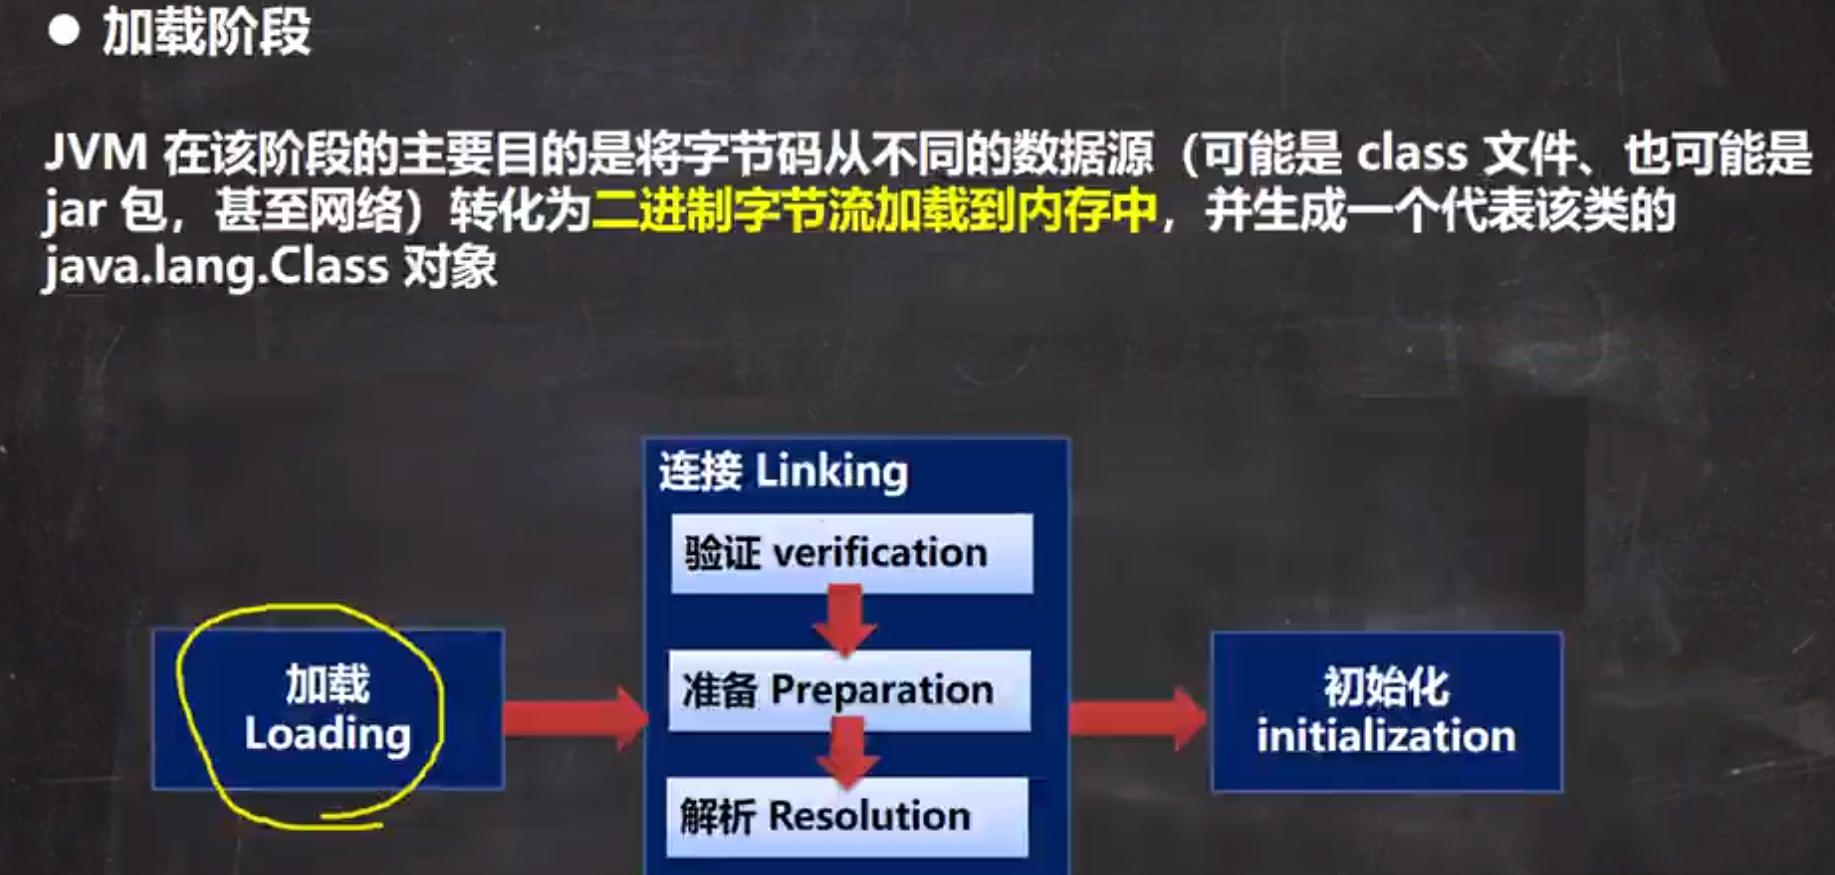 ● 加载阶段
JVM 在该阶段的主要目的是将字节码从不同的数据源（可能是 class 文件、也可能是
jar 包，甚至网络）转化为二进制字节流加载到内存中，并生成一个代表该类的
java.lang.Class 对象
连接 Linking
验证 verification
准备 Preparation
解析 Resolution
加载
Loading
初始化
initialization